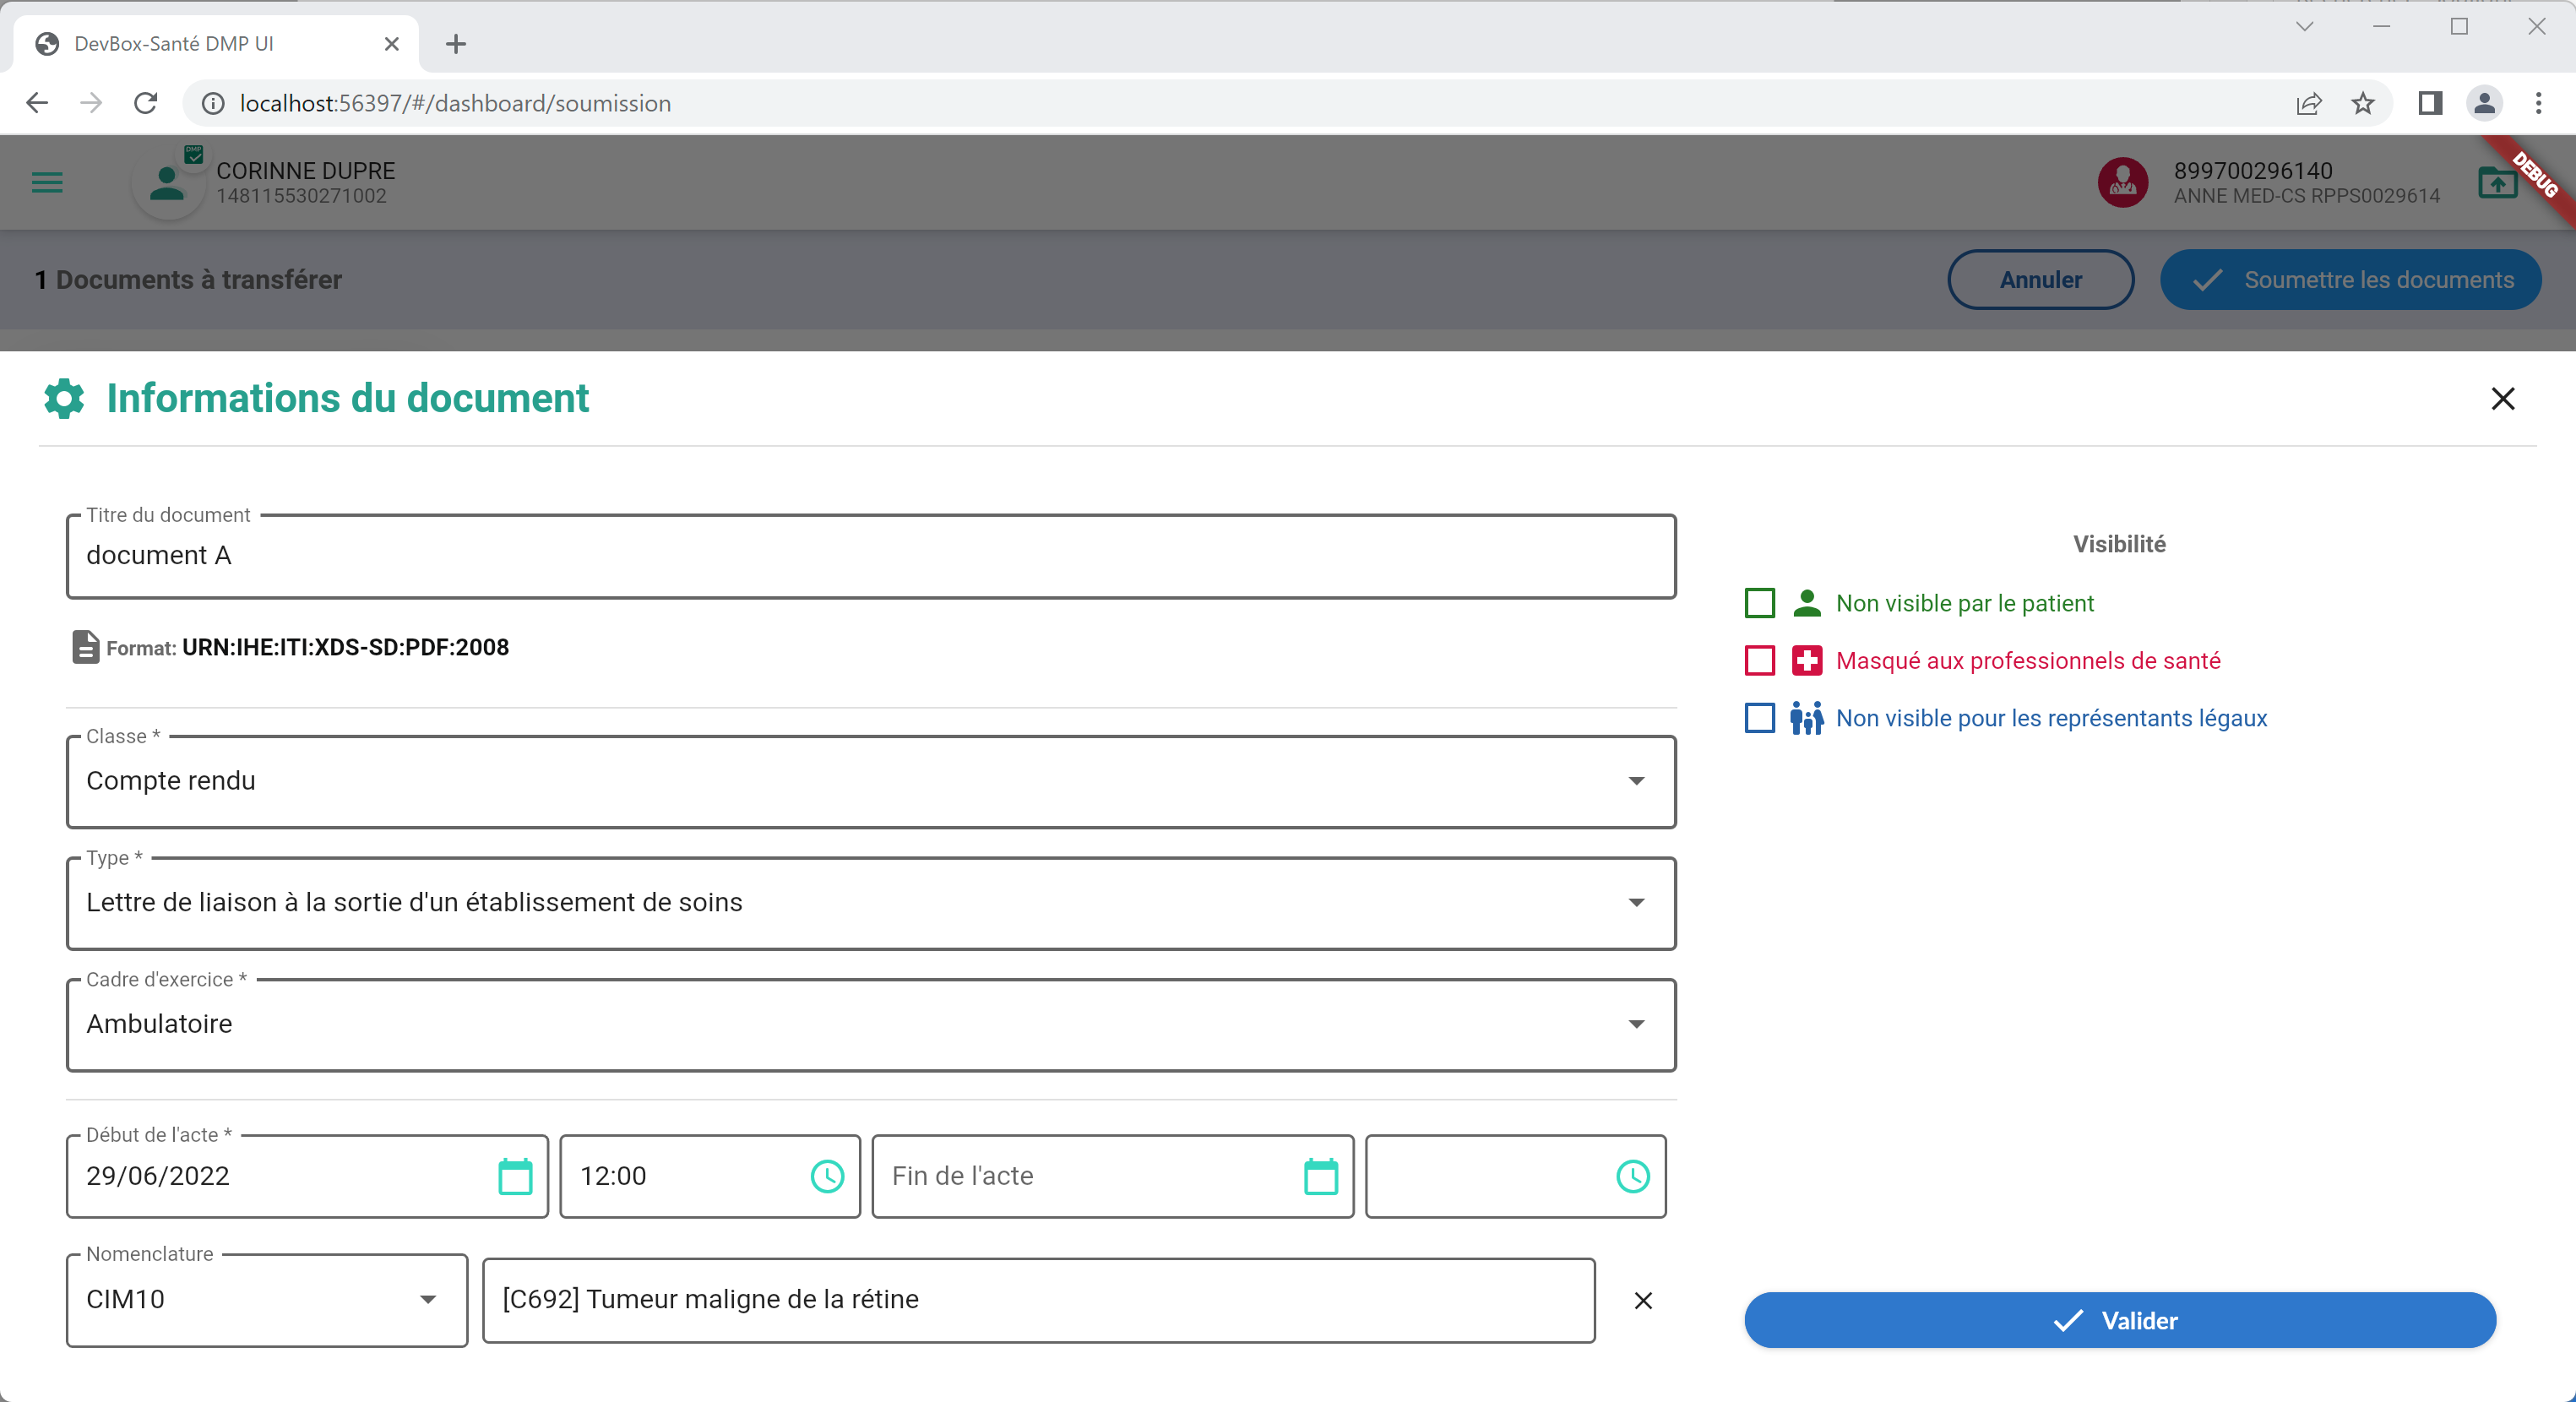 DevBox-Santé DMP UI
localhost:56397/#/dashboard/soumission
DMP
CORINNE DUPRE
148115530271002
899700296140
ANNE MED-CS RPPS0029614
DEBUG
1 Documents à transférer
Annuler
Soumettre les documents
Informations du document
Titre du document
document A
Format: URN:IHE:ITI:XDS-SD:PDF:2008
Classe *
Compte rendu
Type *
Lettre de liaison à la sortie d'un établissement de soins
Cadre d'exercice *
Ambulatoire
Début de l'acte *
29/06/2022
12:00
Fin de l'acte
Nomenclature
CIM10
[C692] Tumeur maligne de la rétine
Visibilité
Non visible par le patient
Masqué aux professionnels de santé
Non visible pour les représentants légaux
Valider